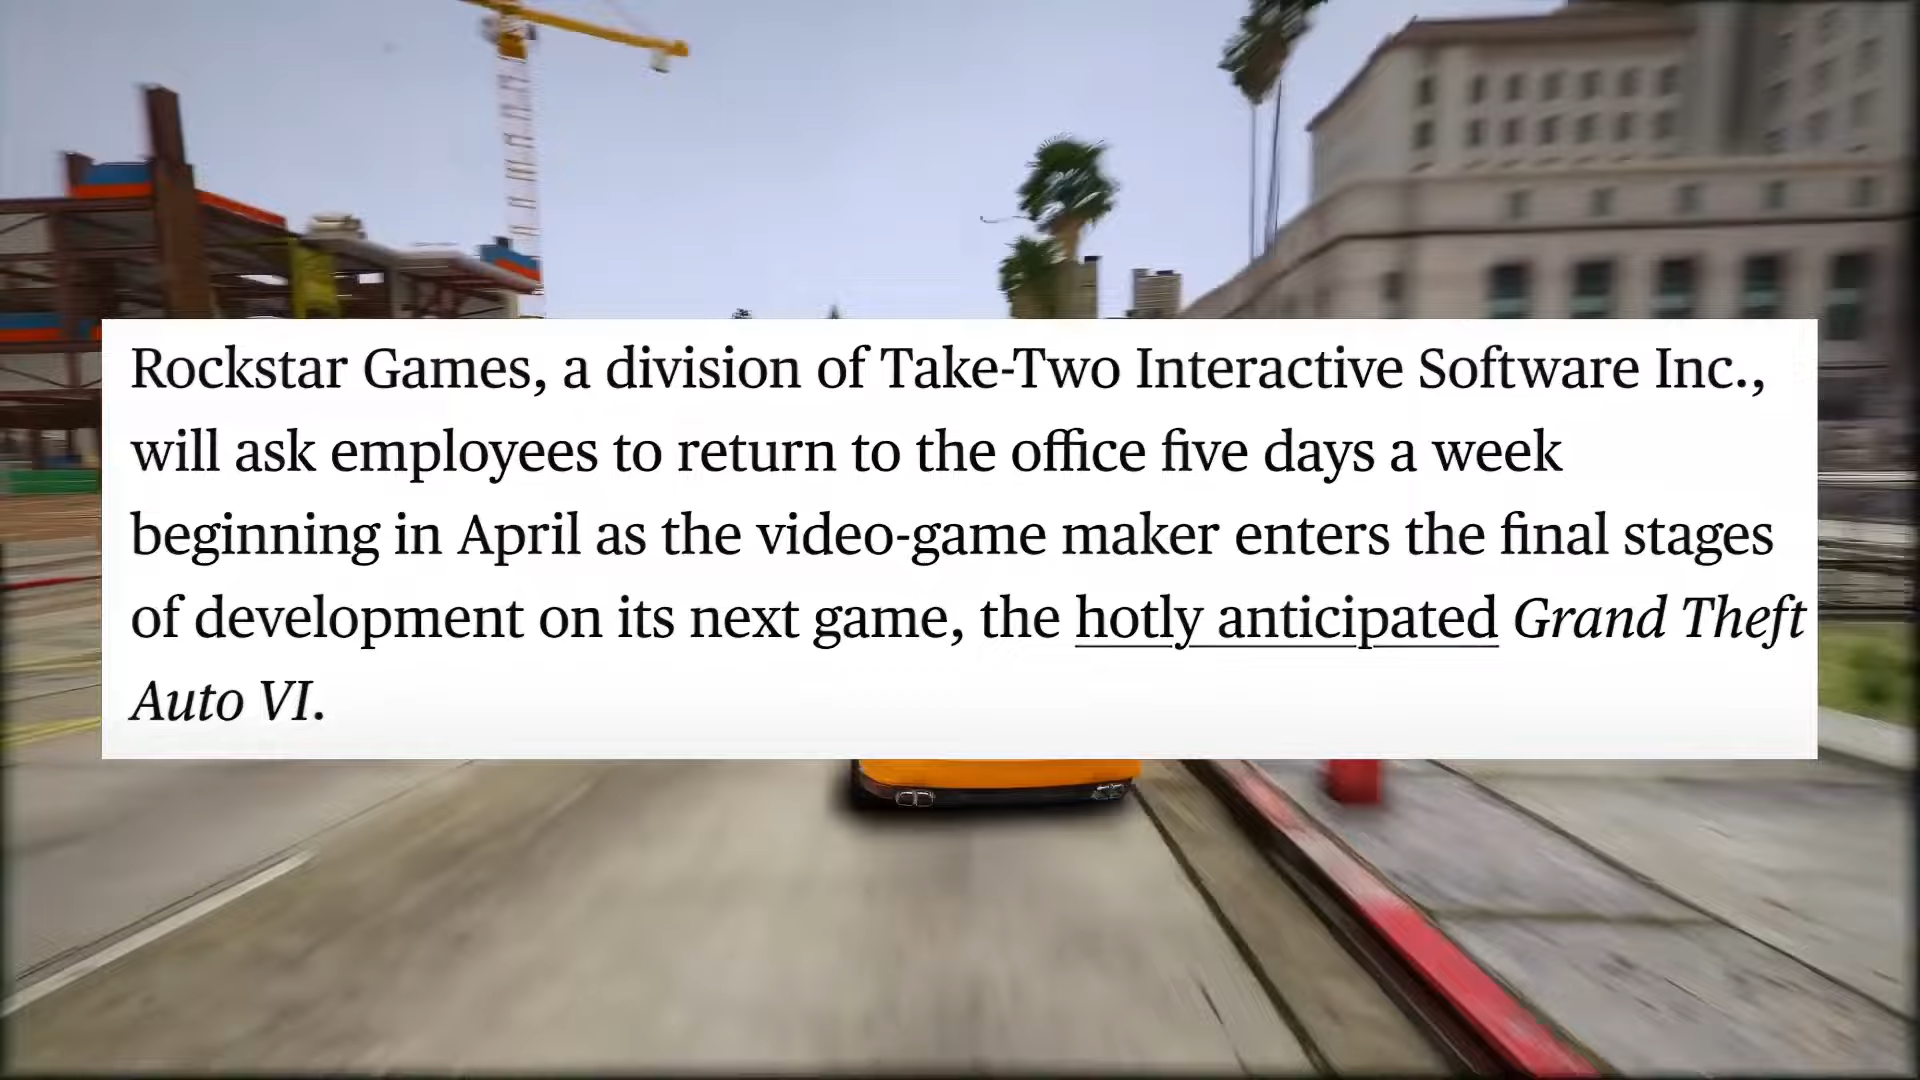 Rockstar Games, a division of Take-Two Interactive Software Inc.,
will ask employees to return to the office five days a week
beginning in April as the video-game maker enters the final stages
of development on its next game, the hotly anticipated Grand Theft
Auto VI.